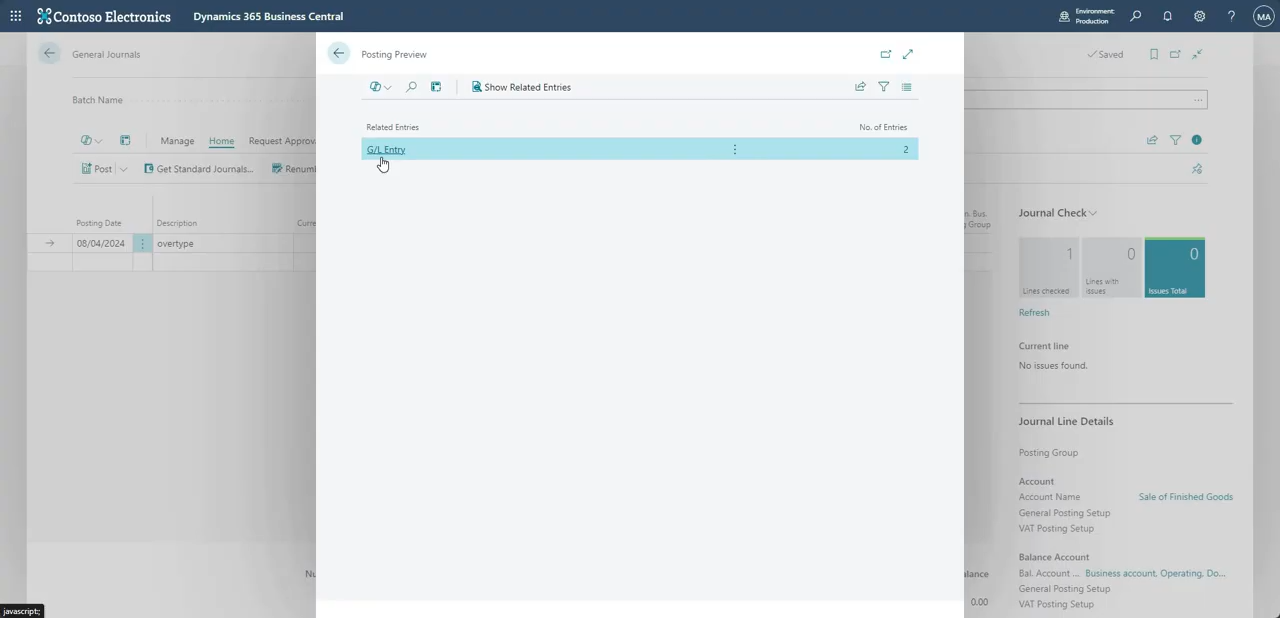 Contoso Electronics Dynamics 365 Business Central Environment: Production ? MA
General Journals Saved
Posting Preview
Batch Name ...
Show Related Entries
Manage Home Request Approv
Post Get Standard Journals... Renum
Related Entries No. of Entries
G/L Entry 2
Posting Date Description Curre n. Bus. Group
08/04/2024 overtype
Journal Check
1 0 0
Lines checked Lines with issues Issues Total
Refresh
Current line
No issues found.
Journal Line Details
Posting Group
Account
Account Name Sale of Finished Goods
General Posting Setup
VAT Posting Setup
Balance Account
Bal. Account ... Business account, Operating, Do...
General Posting Setup
VAT Posting Setup
Nu alance
0.00
javascript:;